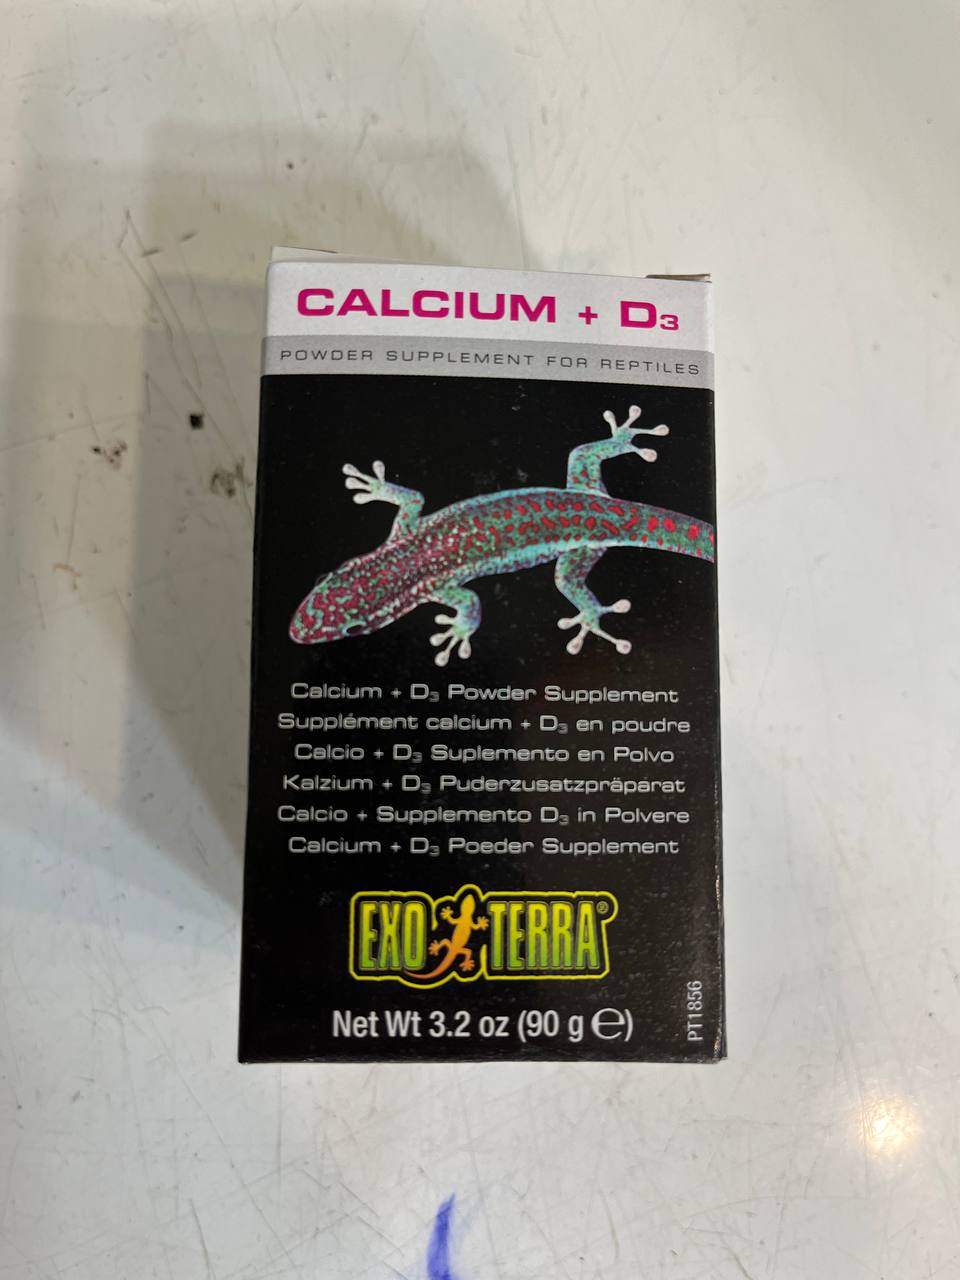 CALCIUM + D₃
POWDER SUPPLEMENT FOR REPTILES
Calcium + D₃ Powder Supplement
Supplément calcium + D₃ en poudre
Calcio + D₃ Suplemento en Polvo
Kalzium + D₃ Puderzusatzpräparat
Calcio + Supplemento D₃ in Polvere
Calcium + D₃ Poeder Supplement
EXO TERRA®
Net Wt 3.2 oz (90 g ℮)
PT1856